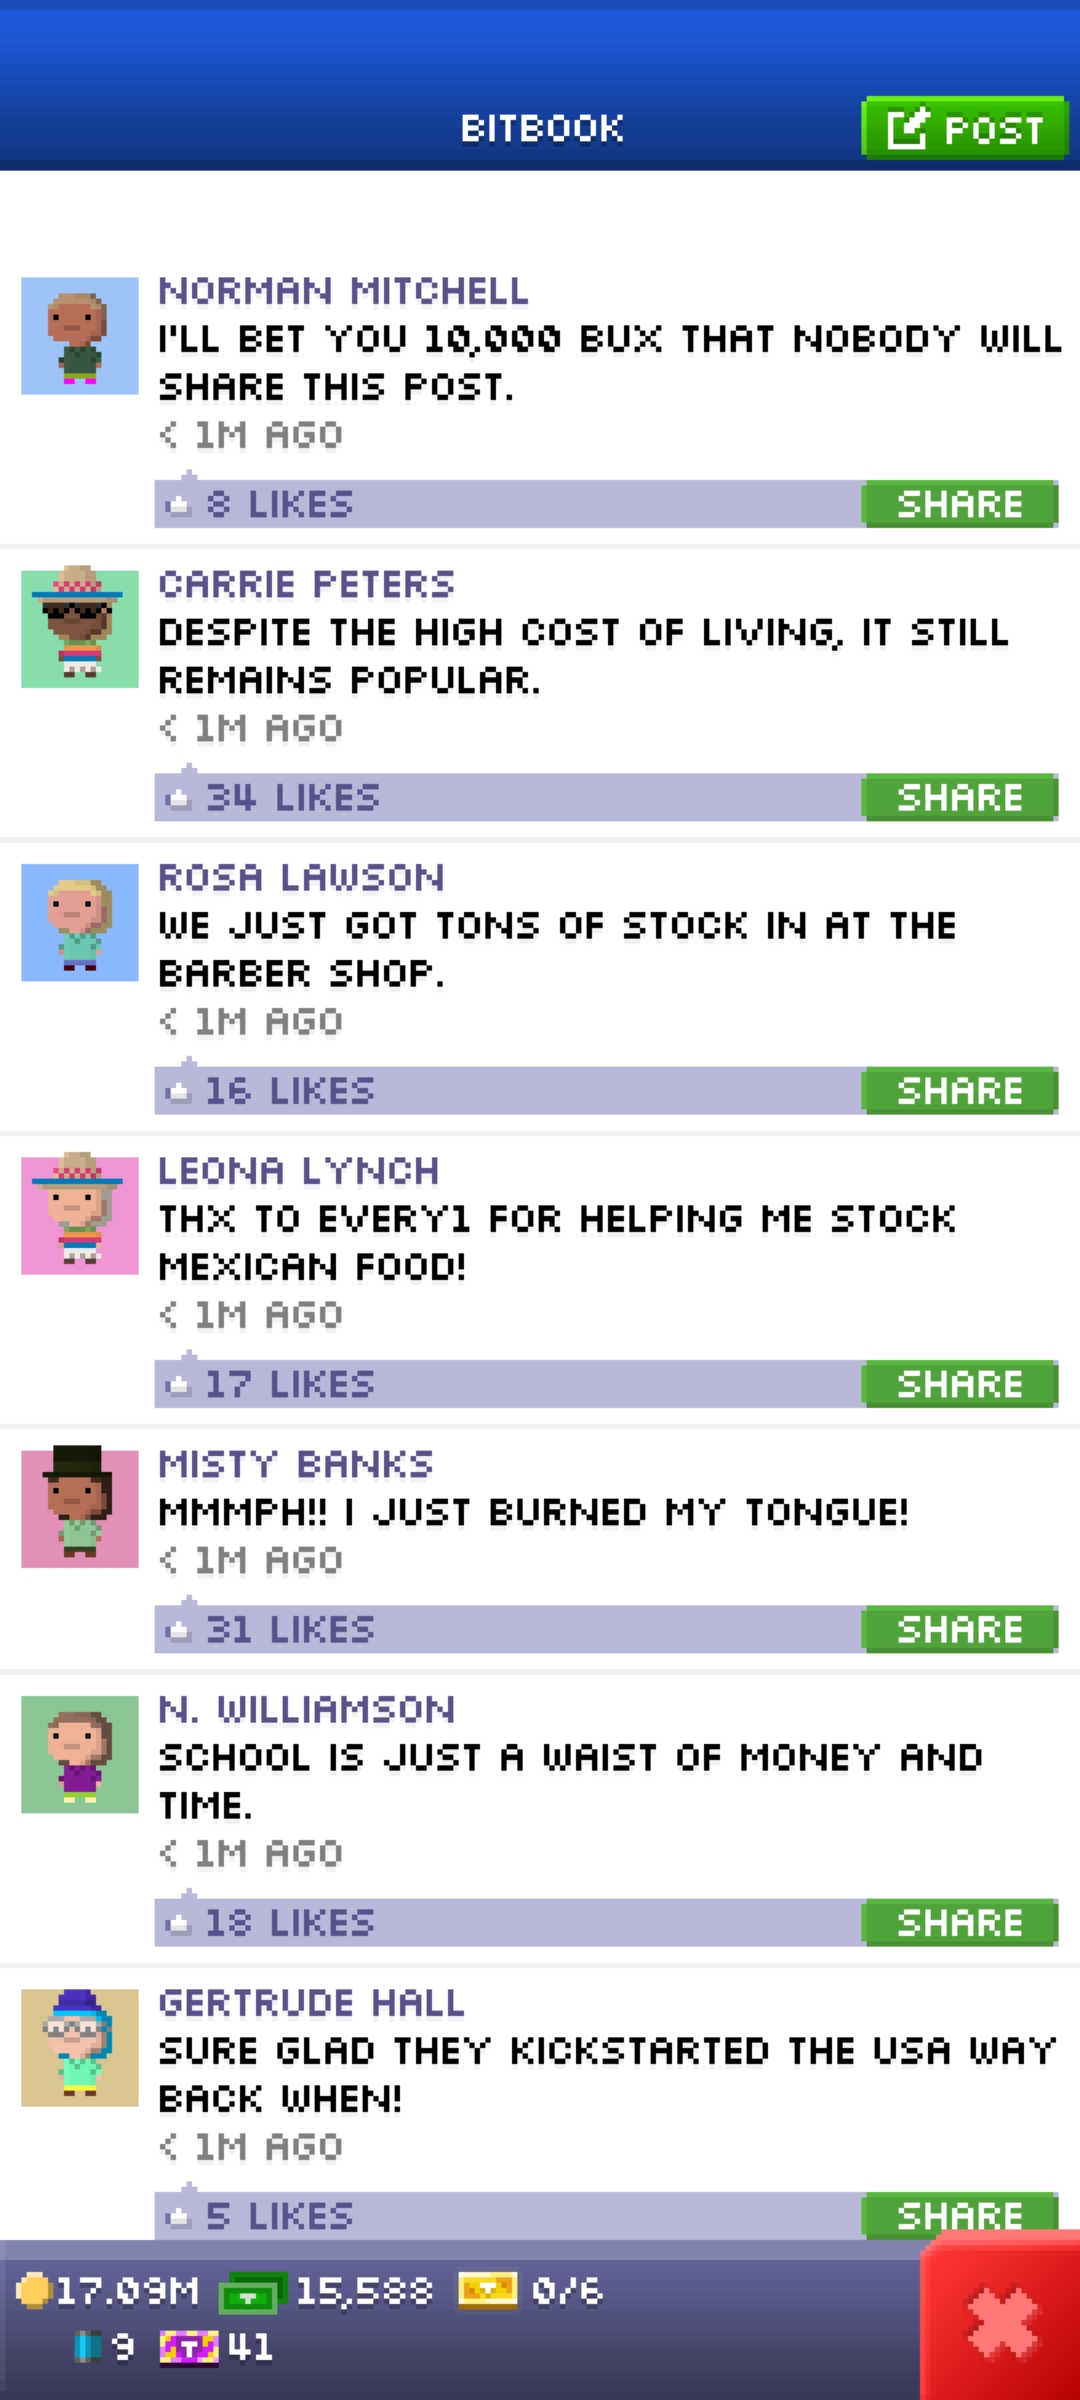 BITBOOK
POST
NORMAN MITCHELL
I'LL BET YOU 10,000 BUX THAT NOBODY WILL
SHARE THIS POST.
< 1M AGO
8 LIKES
SHARE
CARRIE PETERS
DESPITE THE HIGH COST OF LIVING, IT STILL
REMAINS POPULAR.
< 1M AGO
34 LIKES
SHARE
ROSA LAWSON
WE JUST GOT TONS OF STOCK IN AT THE
BARBER SHOP.
< 1M AGO
16 LIKES
SHARE
LEONA LYNCH
THX TO EVERY1 FOR HELPING ME STOCK
MEXICAN FOOD!
< 1M AGO
17 LIKES
SHARE
MISTY BANKS
MMMPH!! I JUST BURNED MY TONGUE!
< 1M AGO
31 LIKES
SHARE
N. WILLIAMSON
SCHOOL IS JUST A WAIST OF MONEY AND
TIME.
< 1M AGO
18 LIKES
SHARE
GERTRUDE HALL
SURE GLAD THEY KICKSTARTED THE USA WAY
BACK WHEN!
< 1M AGO
5 LIKES
SHARE
17.09M 15,588 0/6
9 T 41